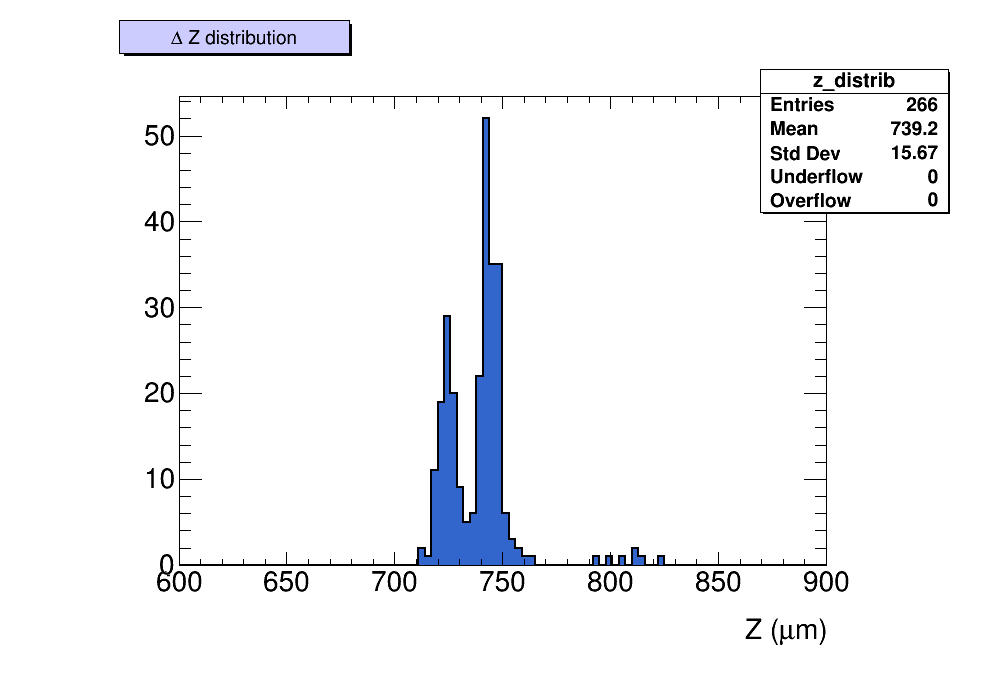 Δ Z distribution
z_distrib
Entries 266
Mean 739.2
Std Dev 15.67
Underflow 0
Overflow 0
50
40
30
20
10
0
600 650 700 750 800 850 900
Z (μm)